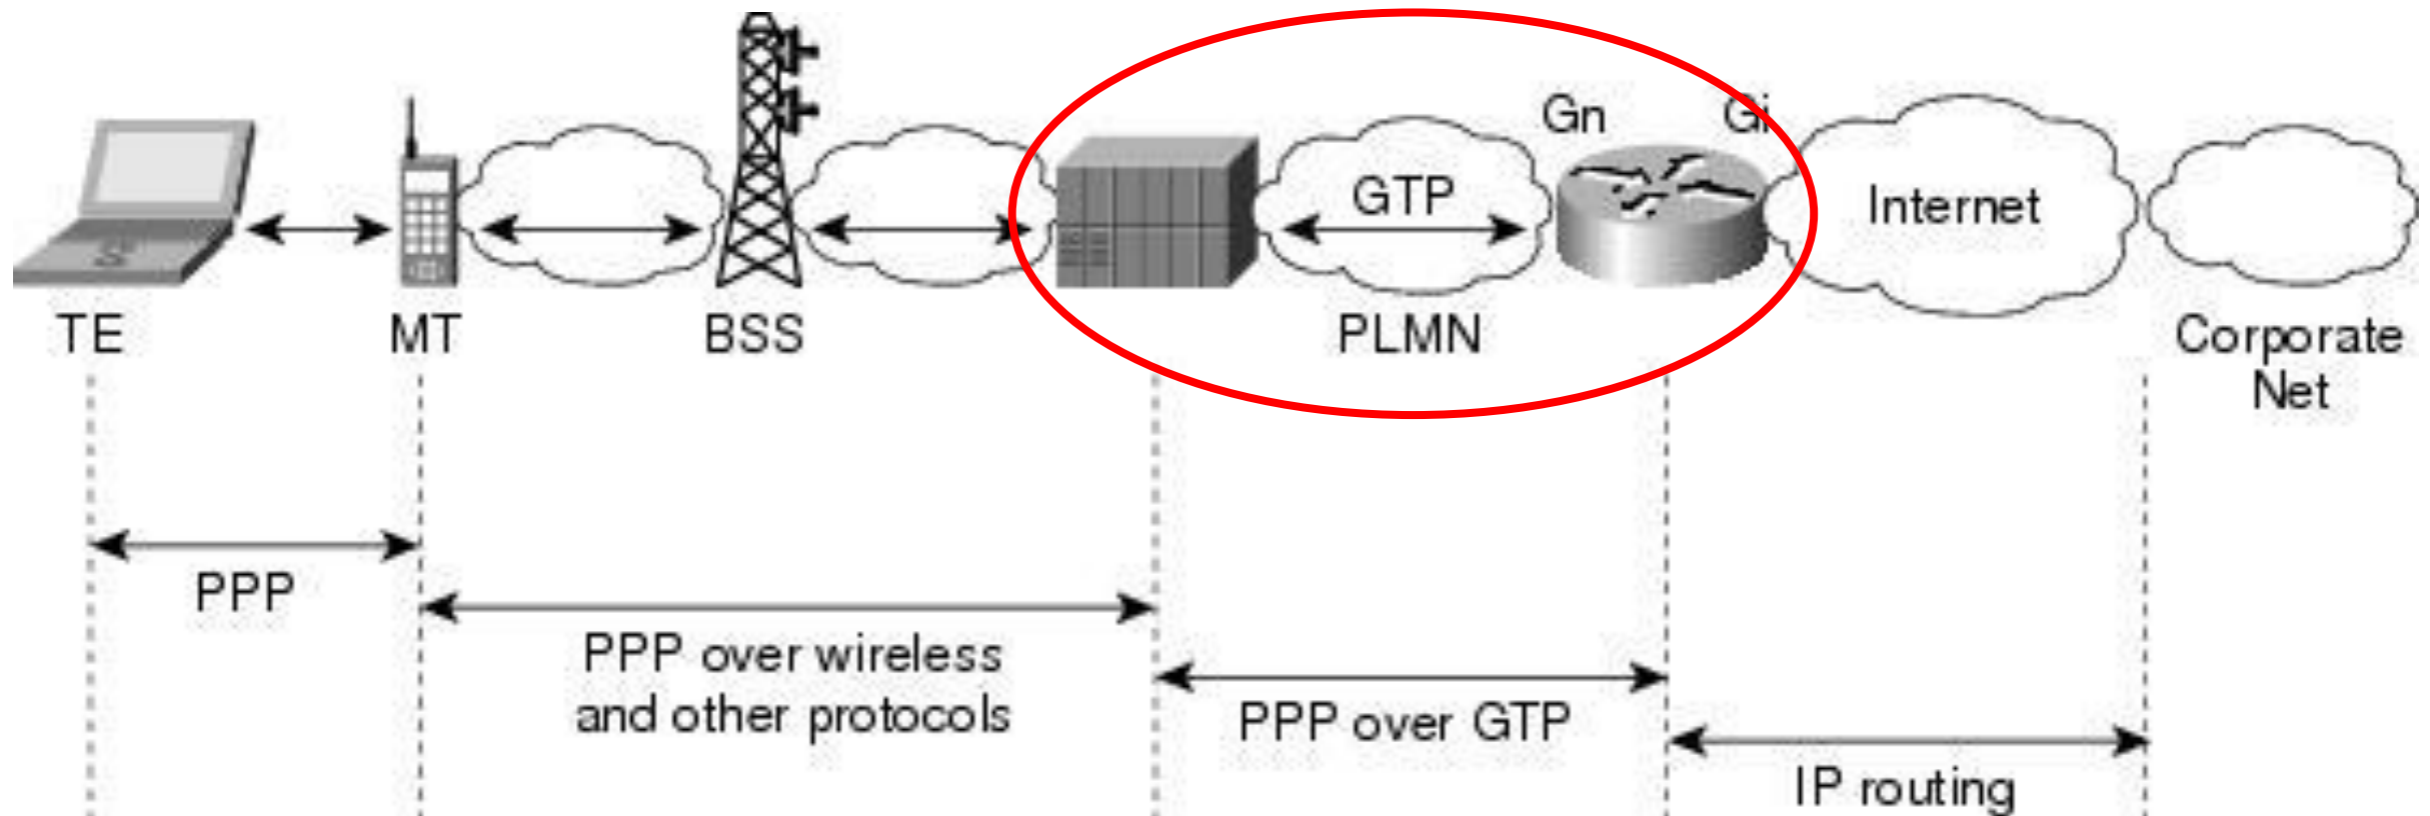 Gn
Gi
GTP
Internet
TE
MT
BSS
PLMN
Corporate
Net
PPP
PPP over wireless
and other protocols
PPP over GTP
IP routing